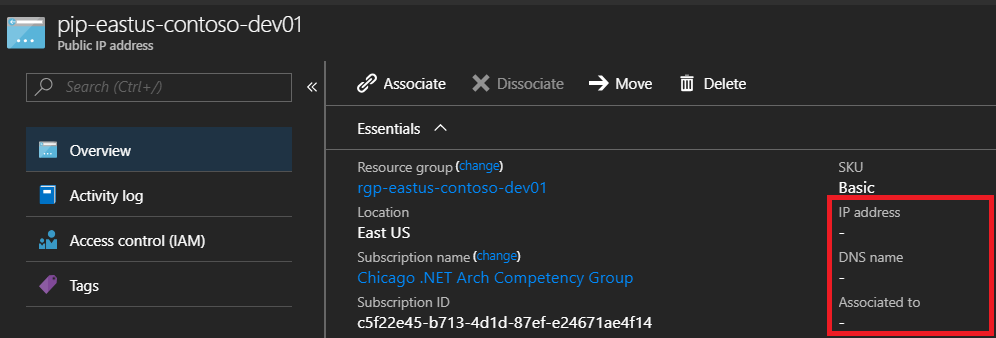 pip-eastus-contoso-dev01
Public IP address
Search (Ctrl+/)
«
Overview
Activity log
Access control (IAM)
Tags
Associate Dissociate Move Delete
Essentials
Resource group (change)
rgp-eastus-contoso-dev01
Location
East US
Subscription name (change)
Chicago .NET Arch Competency Group
Subscription ID
c5f22e45-b713-4d1d-87ef-e24671ae4f14
SKU
Basic
IP address
-
DNS name
-
Associated to
-